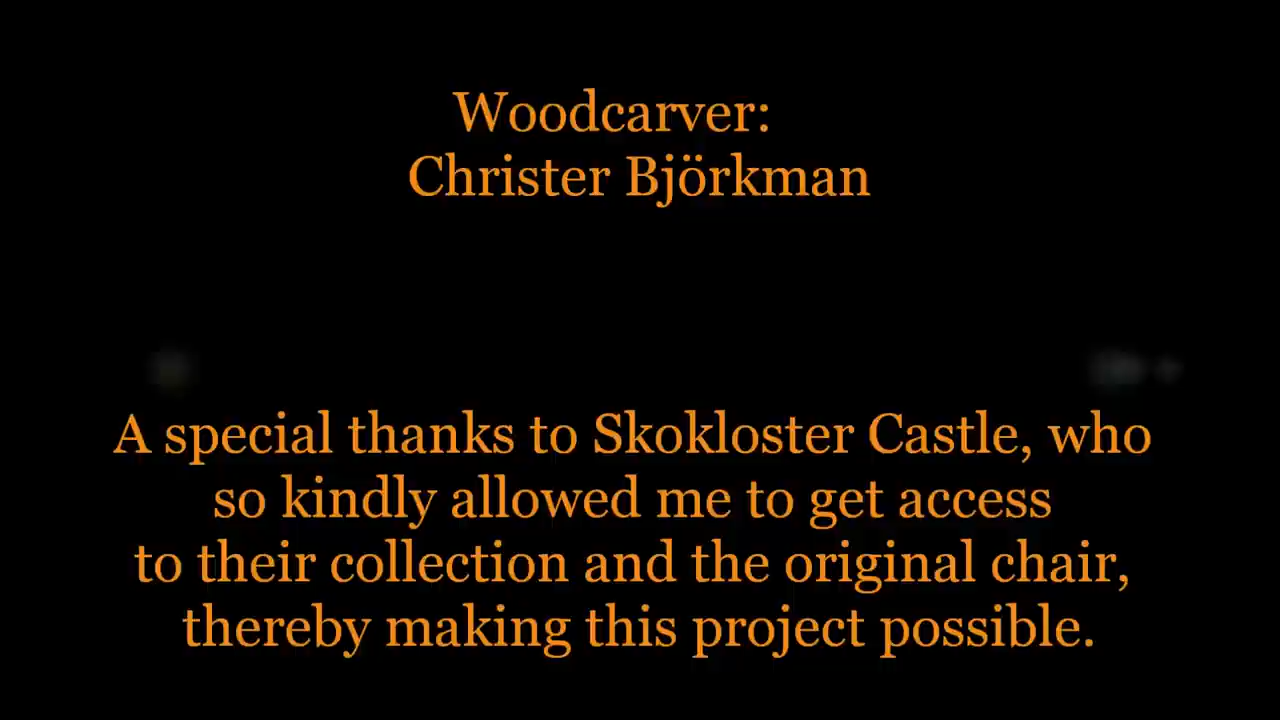 Woodcarver:
Christer Björkman
A special thanks to Skokloster Castle, who
so kindly allowed me to get access
to their collection and the original chair,
thereby making this project possible.